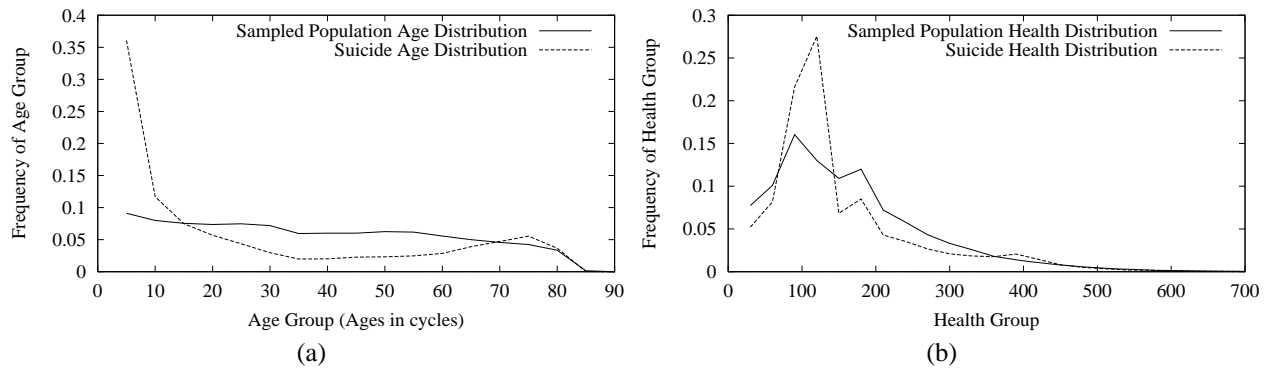 Frequency of Age Group
0.4
0.35
0.3
0.25
0.2
0.15
0.1
0.05
0
Sampled Population Age Distribution
Suicide Age Distribution
0 10 20 30 40 50 60 70 80 90
Age Group (Ages in cycles)
(a)
Frequency of Health Group
0.3
0.25
0.2
0.15
0.1
0.05
0
Sampled Population Health Distribution
Suicide Health Distribution
0 100 200 300 400 500 600 700
Health Group
(b)